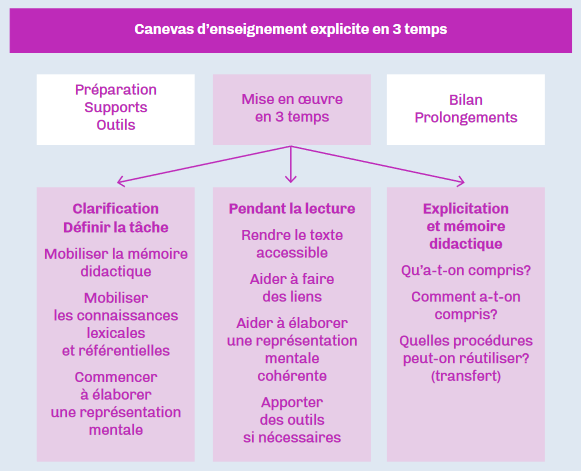 Canevas d'enseignement explicite en 3 temps
Préparation
Supports
Outils
Mise en œuvre
en 3 temps
Bilan
Prolongements
Clarification
Définir la tâche
Mobiliser la mémoire
didactique
Mobiliser
les connaissances
lexicales
et référentielles
Commencer
à élaborer
une représentation
mentale
Pendant la lecture
Rendre le texte
accessible
Aider à faire
des liens
Aider à élaborer
une représentation
mentale
cohérente
Apporter
des outils
si nécessaires
Explicitation
et mémoire
didactique
Qu'a-t-on compris?
Comment a-t-on
compris?
Quelles procédures
peut-on réutiliser?
(transfert)